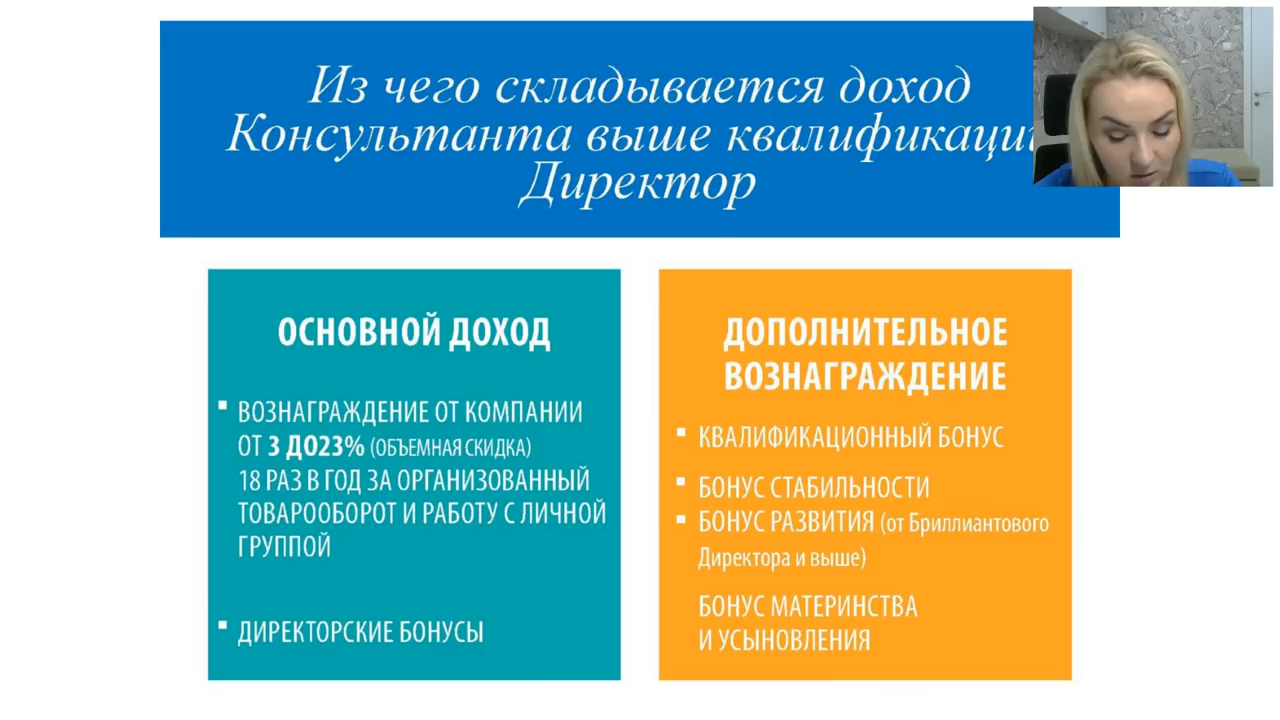 Из чего складывается доход
Консультанта выше квалификации
Директор
ОСНОВНОЙ ДОХОД
▪ ВОЗНАГРАЖДЕНИЕ ОТ КОМПАНИИ
ОТ 3 ДО23% (ОБЪЕМНАЯ СКИДКА)
18 РАЗ В ГОД ЗА ОРГАНИЗОВАННЫЙ
ТОВАРООБОРОТ И РАБОТУ С ЛИЧНОЙ
ГРУППОЙ
▪ ДИРЕКТОРСКИЕ БОНУСЫ
ДОПОЛНИТЕЛЬНОЕ
ВОЗНАГРАЖДЕНИЕ
▪ КВАЛИФИКАЦИОННЫЙ БОНУС
▪ БОНУС СТАБИЛЬНОСТИ
▪ БОНУС РАЗВИТИЯ (от Бриллиантового
Директора и выше)
БОНУС МАТЕРИНСТВА
И УСЫНОВЛЕНИЯ